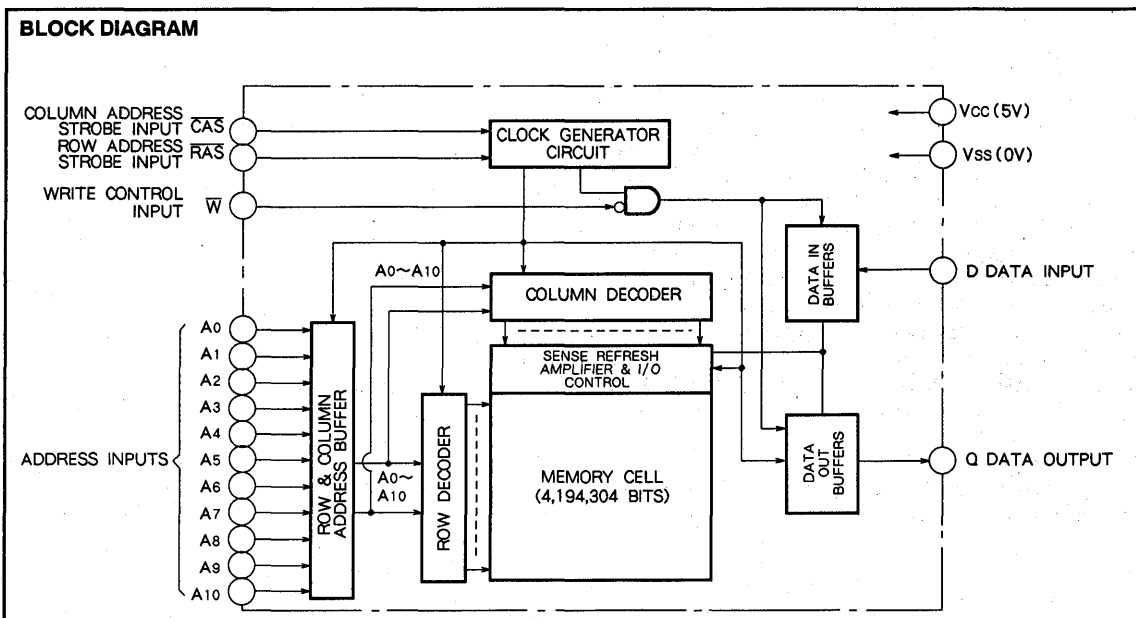 BLOCK DIAGRAM
COLUMN ADDRESS
STROBE INPUT C̅A̅S̅
ROW ADDRESS
STROBE INPUT R̅A̅S̅
WRITE CONTROL
INPUT W̅
CLOCK GENERATOR
CIRCUIT
VCC (5V)
VSS (0V)
A0~A10
COLUMN DECODER
DATA IN
BUFFERS
D DATA INPUT
SENSE REFRESH
AMPLIFIER & I/O
CONTROL
ADDRESS INPUTS
A0
A1
A2
A3
A4
A5
A6
A7
A8
A9
A10
ROW & COLUMN
ADDRESS BUFFER
A0~
A10
ROW DECODER
MEMORY CELL
(4,194,304 BITS)
DATA
OUT
BUFFERS
Q DATA OUTPUT